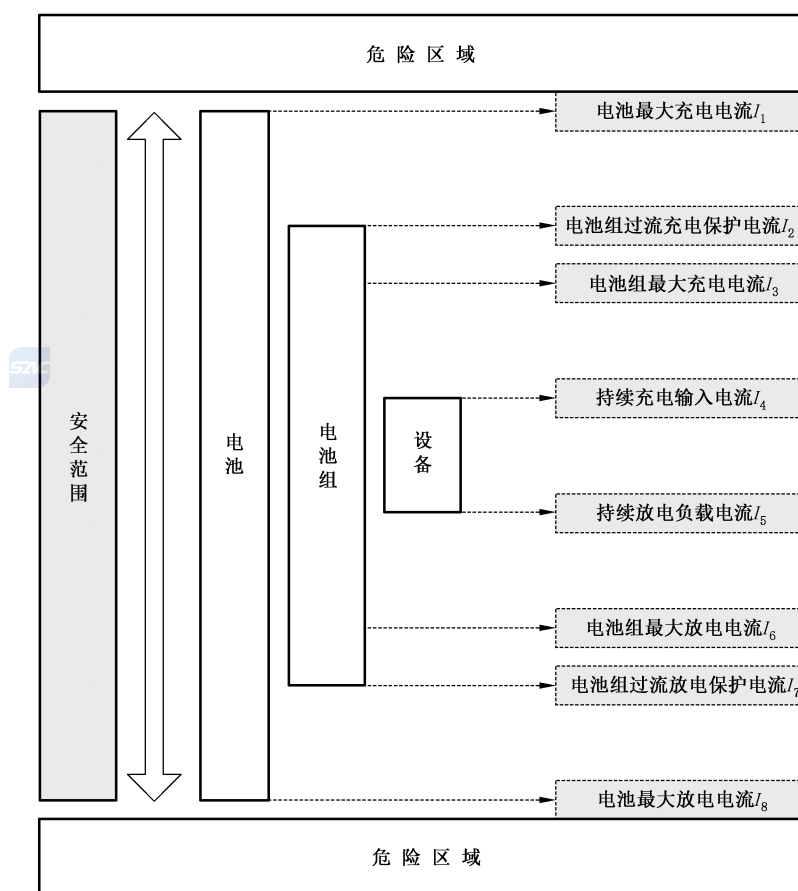 危险区域
电池最大充电电流I₁
电池组过流充电保护电流I₂
电池组最大充电电流I₃
SAC
持续充电输入电流I₄
安全范围
电池
电池组
设备
持续放电负载电流I₅
电池组最大放电电流I₆
电池组过流放电保护电流I₇
电池最大放电电流I₈
危险区域